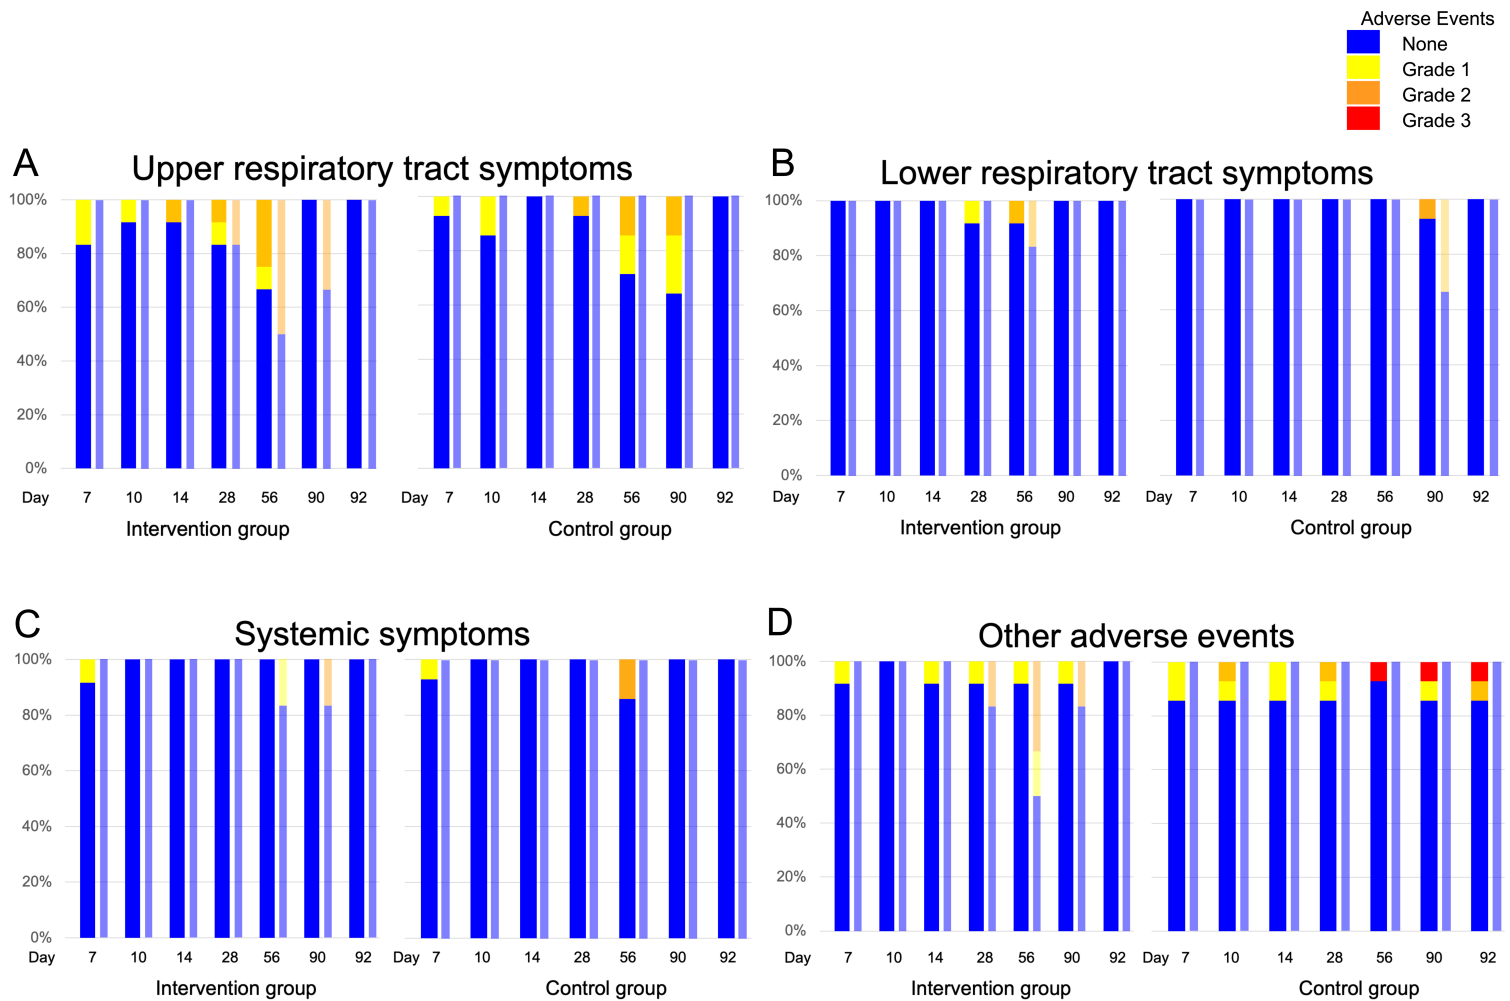 Adverse Events
None
Grade 1
Grade 2
Grade 3
A
Upper respiratory tract symptoms
100%
80%
60%
40%
20%
0%
Day 7 10 14 28 56 90 92
Intervention group
Day 7 10 14 28 56 90 92
Control group
B
Lower respiratory tract symptoms
100%
80%
60%
40%
20%
0%
Day 7 10 14 28 56 90 92
Intervention group
Day 7 10 14 28 56 90 92
Control group
C
Systemic symptoms
100%
80%
60%
40%
20%
0%
Day 7 10 14 28 56 90 92
Intervention group
Day 7 10 14 28 56 90 92
Control group
D
Other adverse events
100%
80%
60%
40%
20%
0%
Day 7 10 14 28 56 90 92
Intervention group
Day 7 10 14 28 56 90 92
Control group